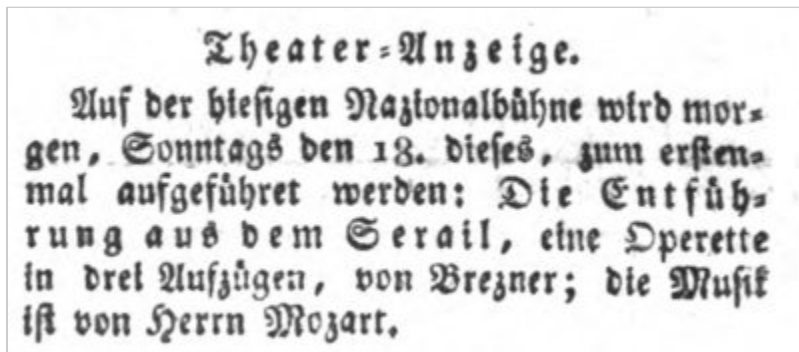 Theater-Anzeige.
Auf der hiesigen Nazionalbühne wird mor-
gen, Sonntags den 18. dieses, zum ersten-
mal aufgeführet werden: Die Entfüh-
rung aus dem Serail, eine Operette
in drei Aufzügen, von Brezner; die Musik
ist von Herrn Mozart.